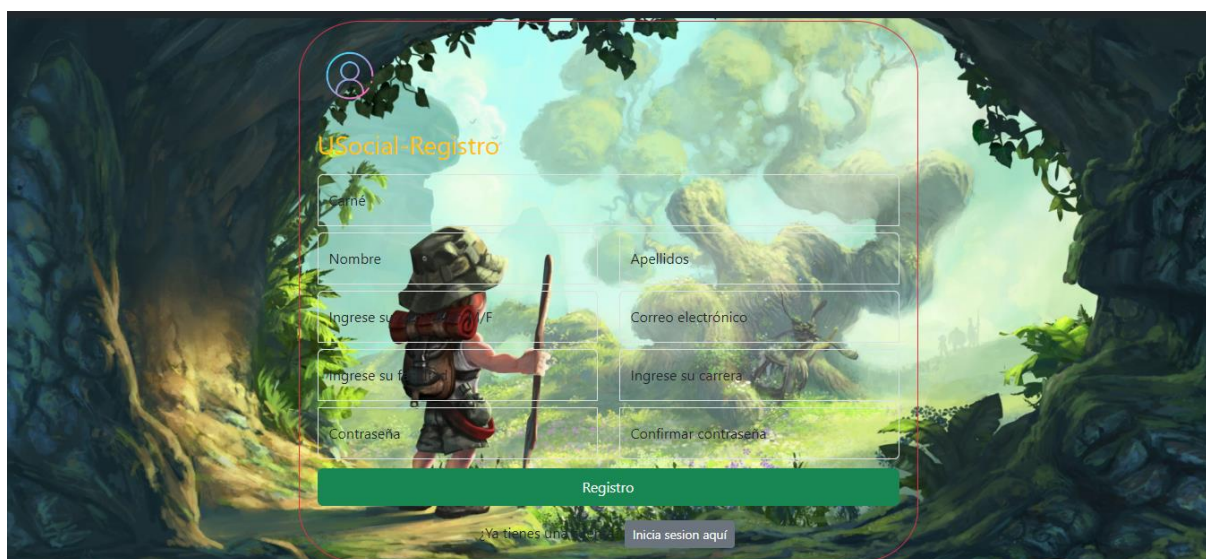 USocial-Registro
Carné
Nombre
Apellidos
Ingrese su /F
Correo electrónico
Ingrese su
Ingrese su carrera
Contraseña
Confirmar contraseña
Registro
¿Ya tienes una
Inicia sesion aquí